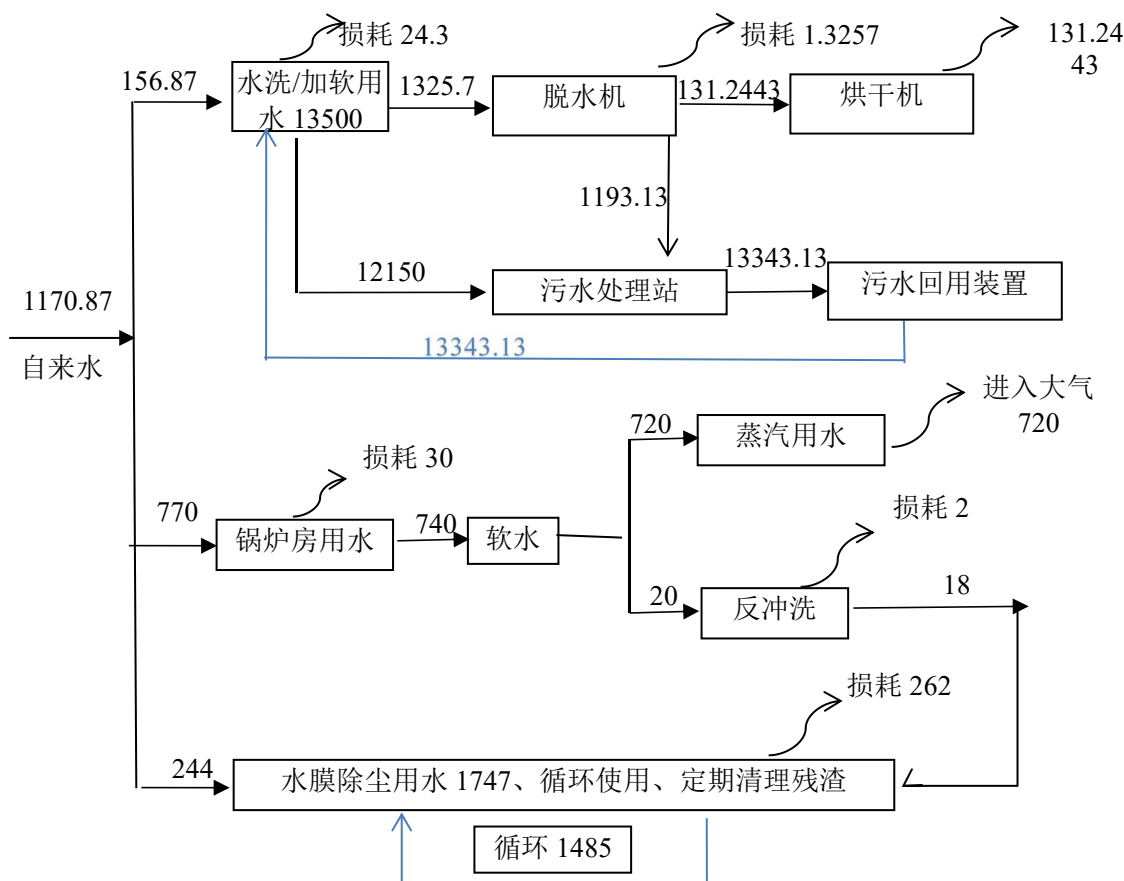 损耗 24.3
损耗 1.3257
131.24
43
156.87
水洗/加软用
水 13500
1325.7
脱水机
131.2443
烘干机
1193.13
12150
污水处理站
13343.13
污水回用装置
1170.87
自来水
13343.13
进入大气
720
720
蒸汽用水
损耗 30
770
锅炉房用水
740
软水
损耗 2
20
反冲洗
18
损耗 262
244
水膜除尘用水 1747、循环使用、定期清理残渣
循环 1485